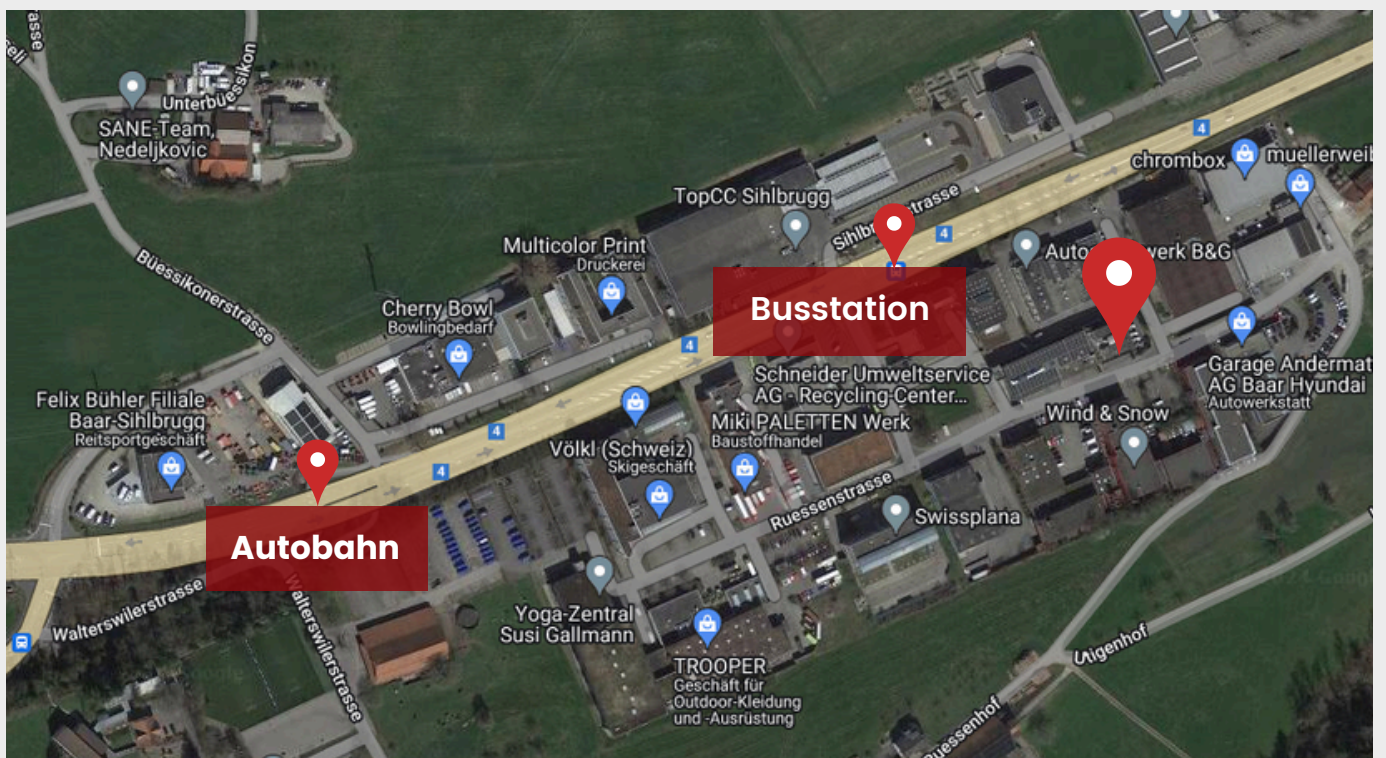 SANE-Team,
Nedeljkovic
Unterbüessikon
Büessikonerstrasse
Felix Bühler Filiale
Baar-Sihlbrugg
Reitsportgeschäft
Cherry Bowl
Bowlingbedarf
Multicolor Print
Druckerei
TopCC Sihlbrugg
4
4
4
4
4
chrombox
Busstation
Autobahn
Völkl (Schweiz)
Skigeschäft
Schneider Umweltservice
AG - Recycling-Center...
Miki PALETTEN Werk
Baustoffhandel
B&G
Garage Andermat
AG Baar Hyundai
Autowerkstatt
Wind & Snow
Ruessenstrasse
Swissplana
Walterswilerstrasse
Walterswilerstrasse
Yoga-Zentral
Susi Gallmann
TROOPER
Geschäft für
Outdoor-Kleidung
und -Ausrüstung
Utigenhof